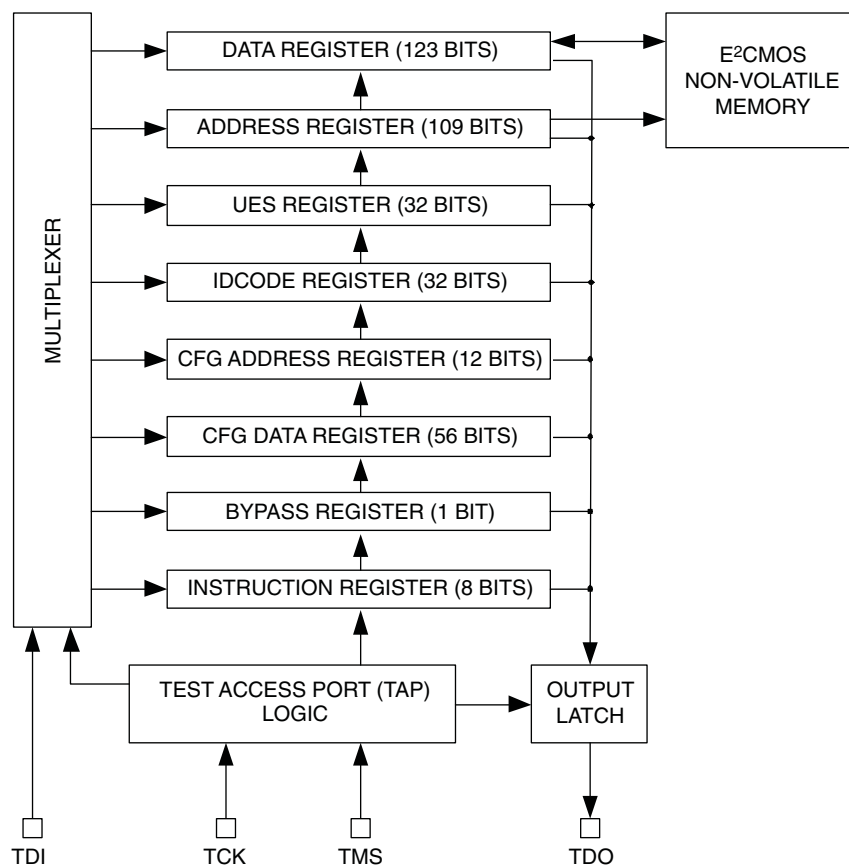 DATA REGISTER (123 BITS)
E²CMOS
NON-VOLATILE
MEMORY
ADDRESS REGISTER (109 BITS)
UES REGISTER (32 BITS)
IDCODE REGISTER (32 BITS)
MULTIPLEXER
CFG ADDRESS REGISTER (12 BITS)
CFG DATA REGISTER (56 BITS)
BYPASS REGISTER (1 BIT)
INSTRUCTION REGISTER (8 BITS)
TEST ACCESS PORT (TAP)
LOGIC
OUTPUT
LATCH
TDI
TCK
TMS
TDO